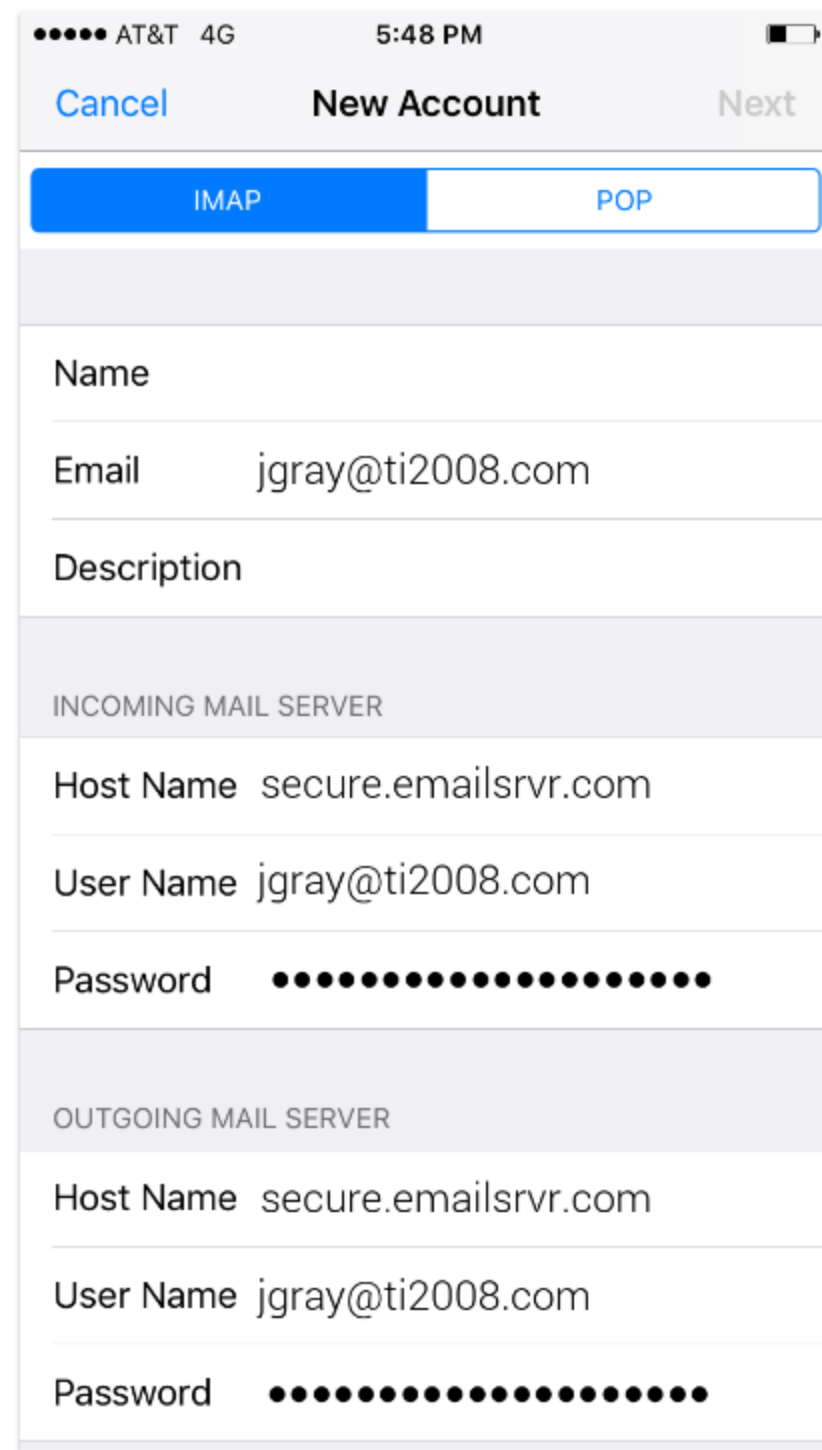 ●●●●● AT&T 4G 5:48 PM
Cancel New Account Next
IMAP POP
Name
Email jgray@ti2008.com
Description
INCOMING MAIL SERVER
Host Name secure.emailsrvr.com
User Name jgray@ti2008.com
Password ●●●●●●●●●●●●●●●●●●●●
OUTGOING MAIL SERVER
Host Name secure.emailsrvr.com
User Name jgray@ti2008.com
Password ●●●●●●●●●●●●●●●●●●●●